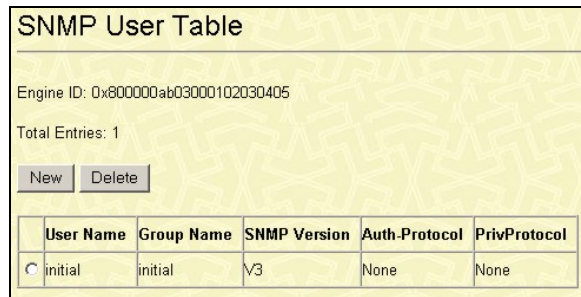 SNMP User Table
Engine ID: 0x800000ab03000102030405
Total Entries: 1
New Delete
User Name Group Name SNMP Version Auth-Protocol PrivProtocol
initial initial V3 None None